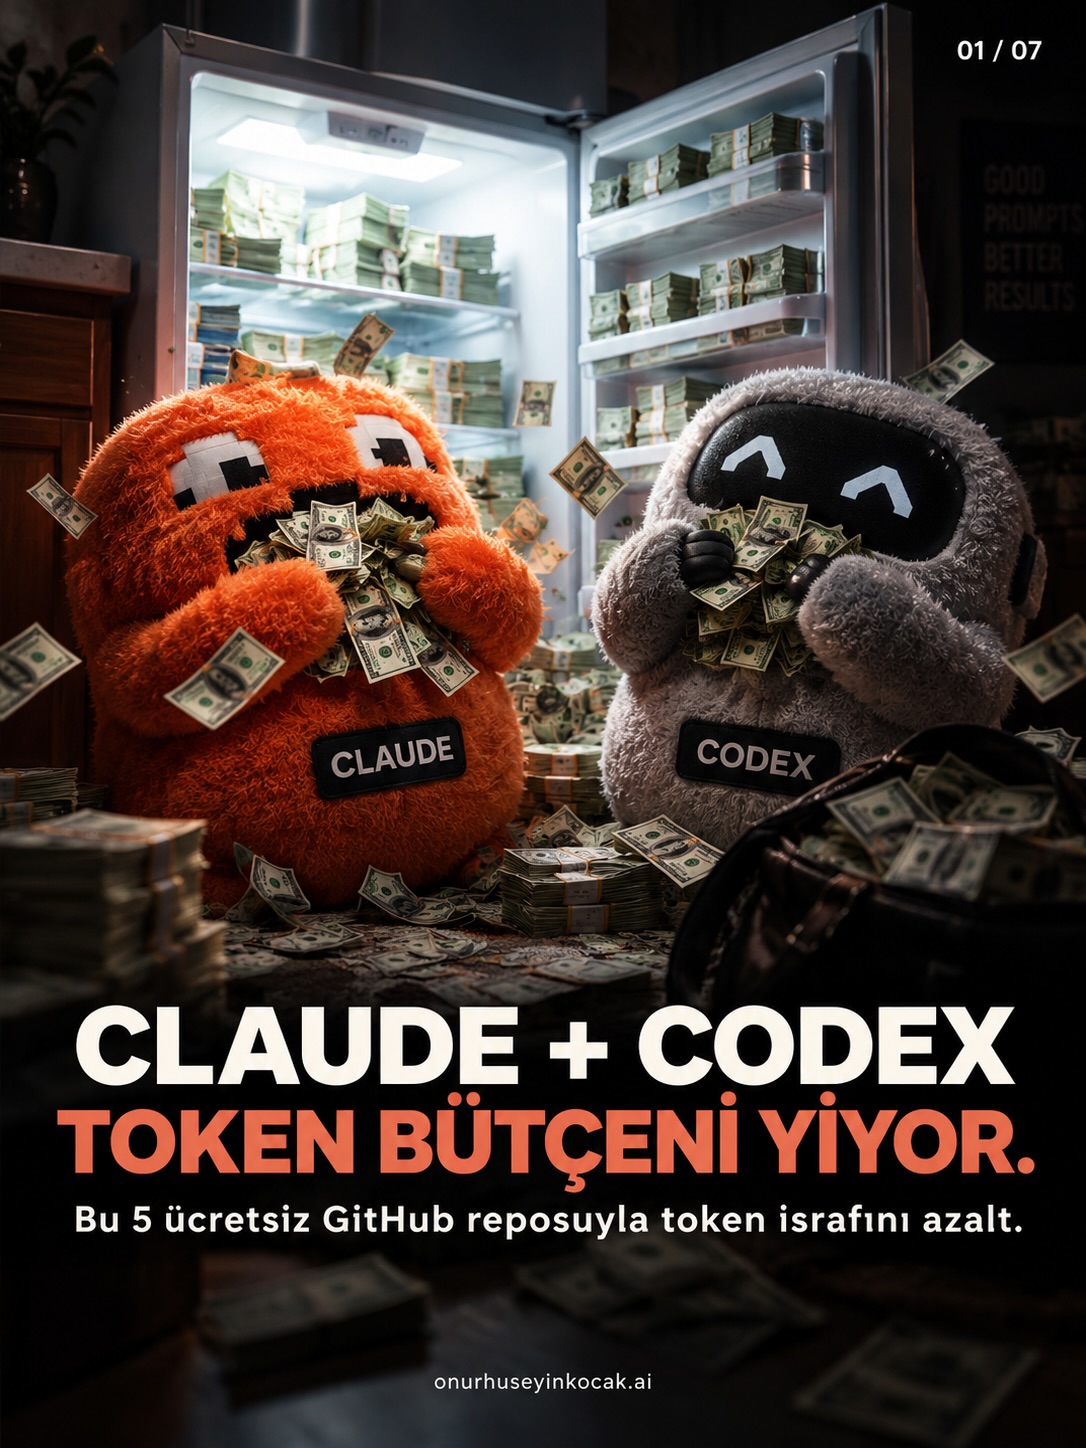 01 / 07
GOOD
PROMPTS
BETTER
RESULTS
CLAUDE
CODEX
CLAUDE + CODEX
TOKEN BÜTÇENİ YİYOR.
Bu 5 ücretsiz GitHub reposuyla token israfını azalt.
onurhuseyinkocak.ai